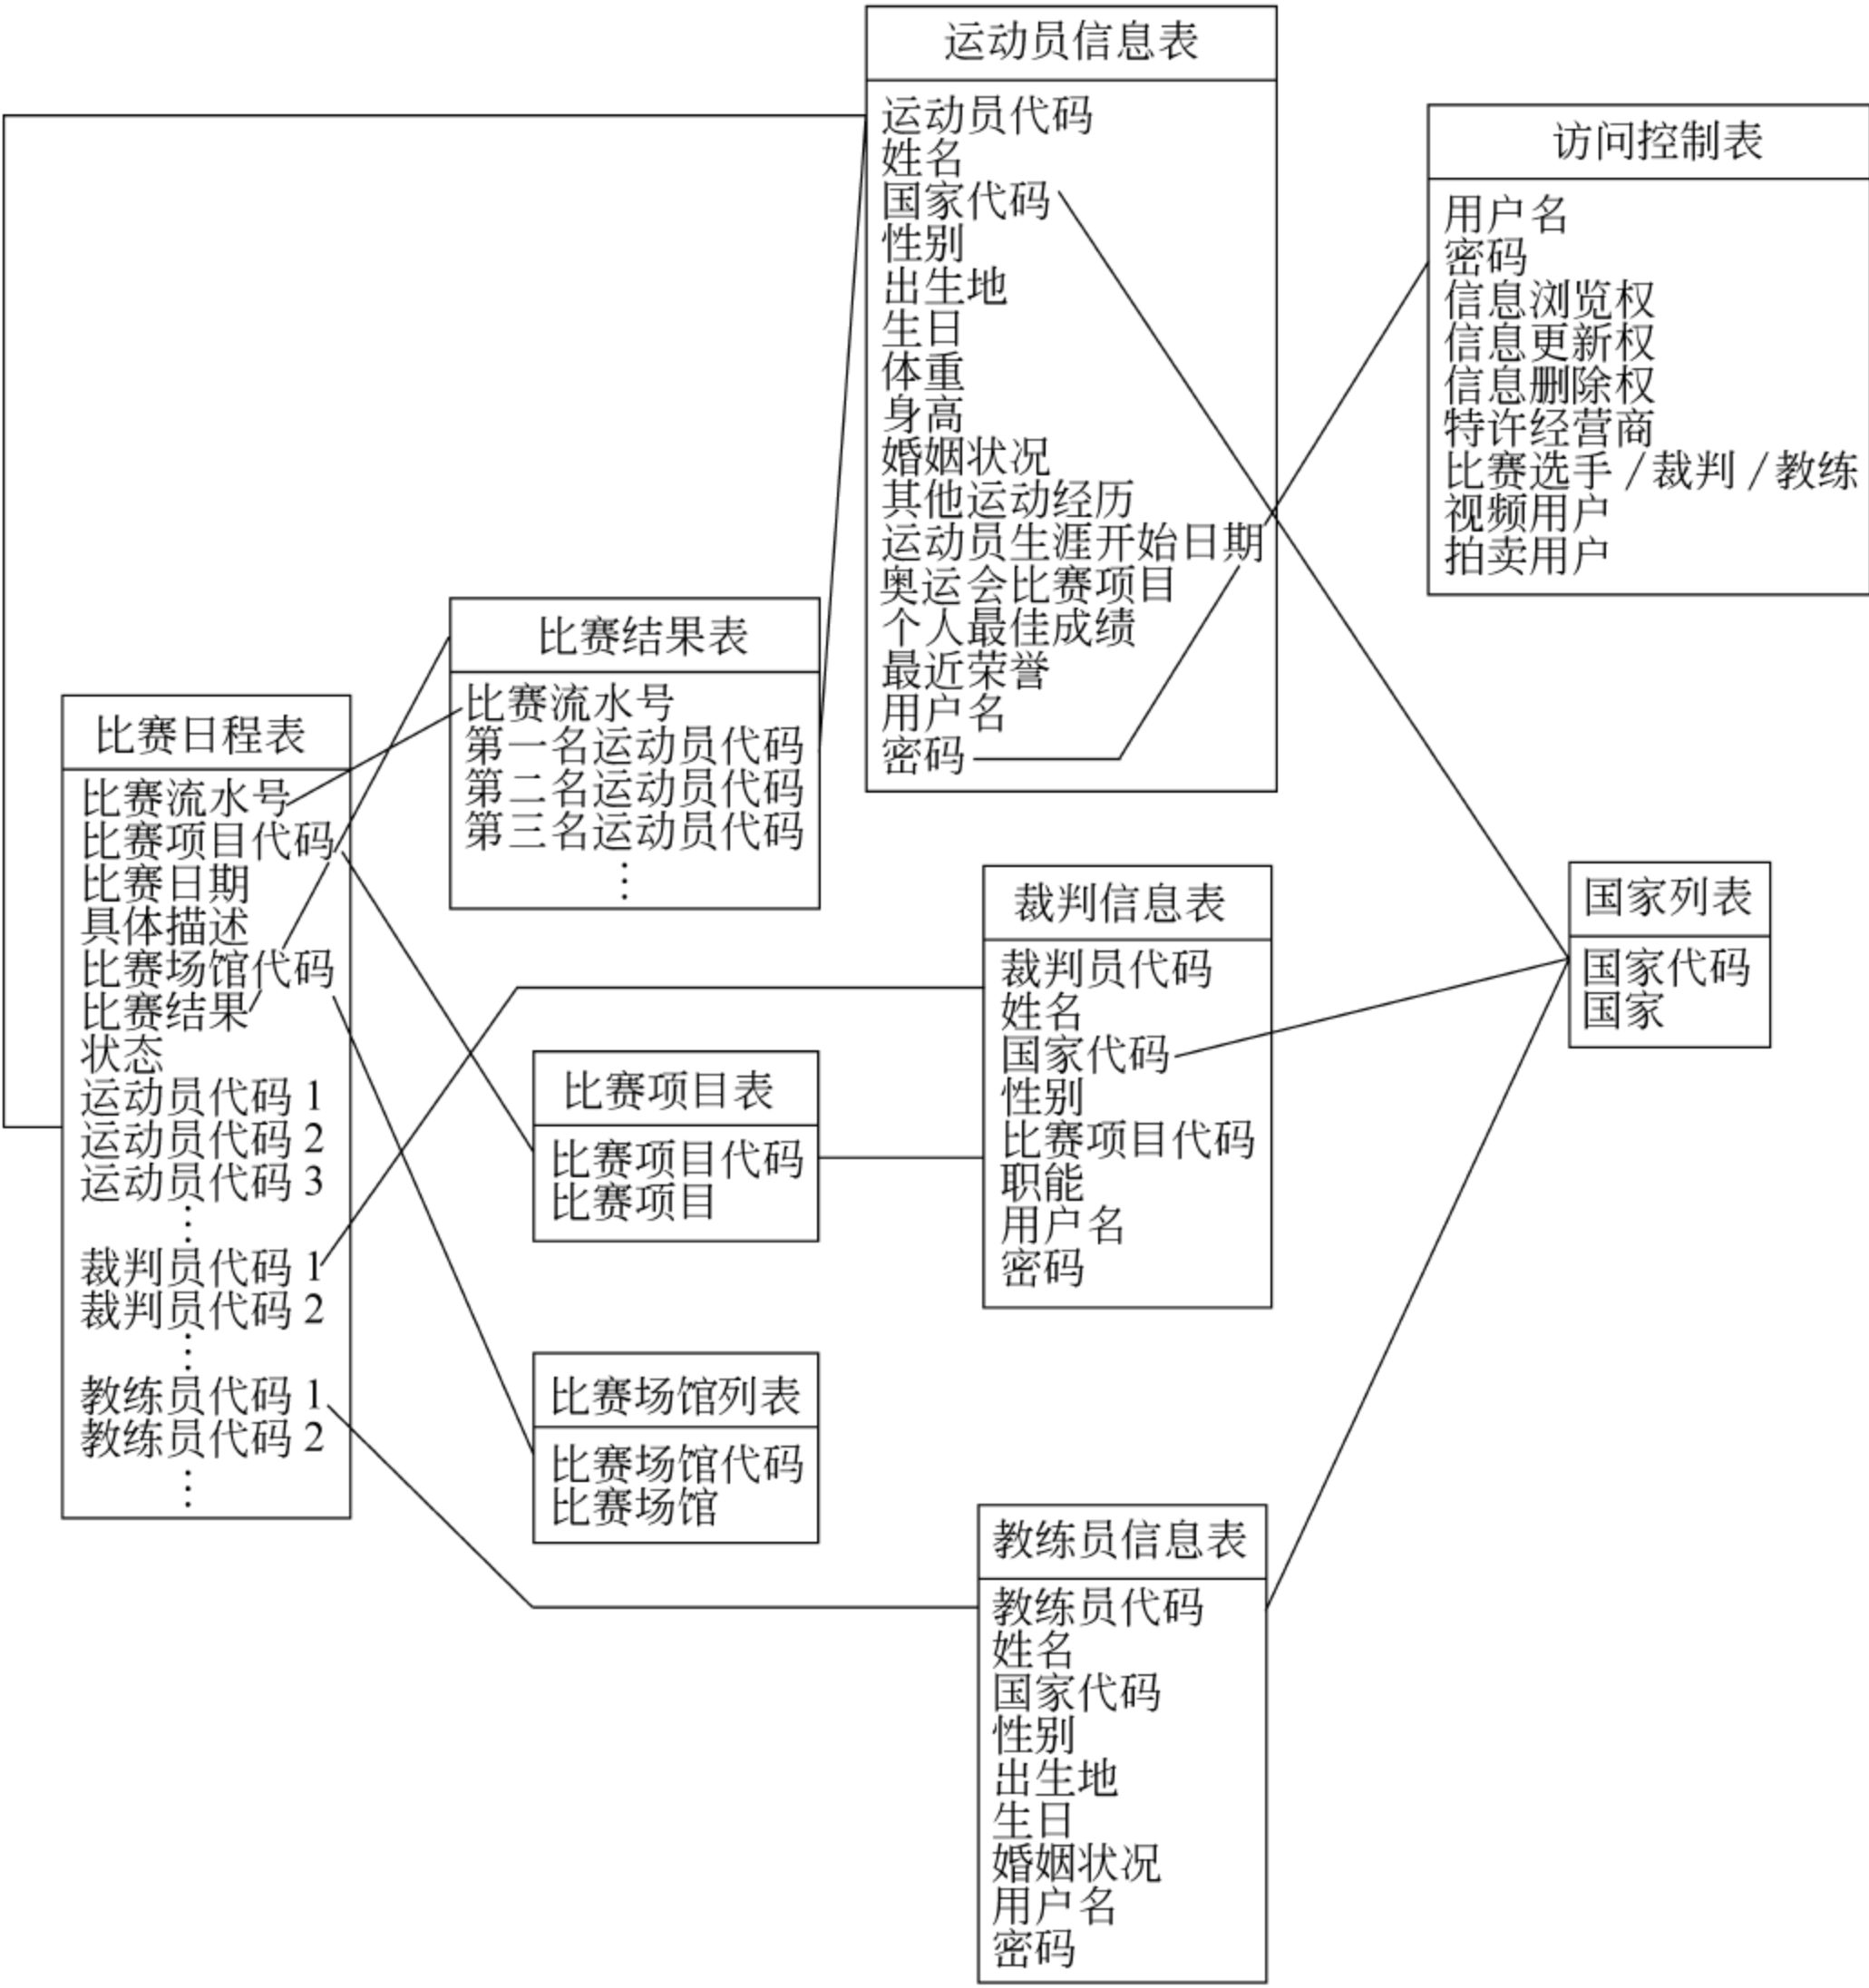 运动员信息表
运动员代码
姓名
国家代码
性别
出生地
生日
体重
身高
婚姻状况
其他运动经历
运动员生涯开始日期
奥运会比赛项目
个人最佳成绩
最近荣誉
用户名
密码
访问控制表
用户名
密码
信息浏览权
信息更新权
信息删除权
特许经营商
比赛选手/裁判/教练
视频用户
拍卖用户
比赛结果表
比赛流水号
第一名运动员代码
第二名运动员代码
第三名运动员代码
⋮
比赛日程表
比赛流水号
比赛项目代码
比赛日期
具体描述
比赛场馆代码
比赛结果
状态
运动员代码1
运动员代码2
运动员代码3
⋮
裁判员代码1
裁判员代码2
⋮
教练员代码1
教练员代码2
⋮
裁判信息表
裁判员代码
姓名
国家代码
性别
比赛项目代码
职能
用户名
密码
国家列表
国家代码
国家
比赛项目表
比赛项目代码
比赛项目
比赛场馆列表
比赛场馆代码
比赛场馆
教练员信息表
教练员代码
姓名
国家代码
性别
出生地
生日
婚姻状况
用户名
密码